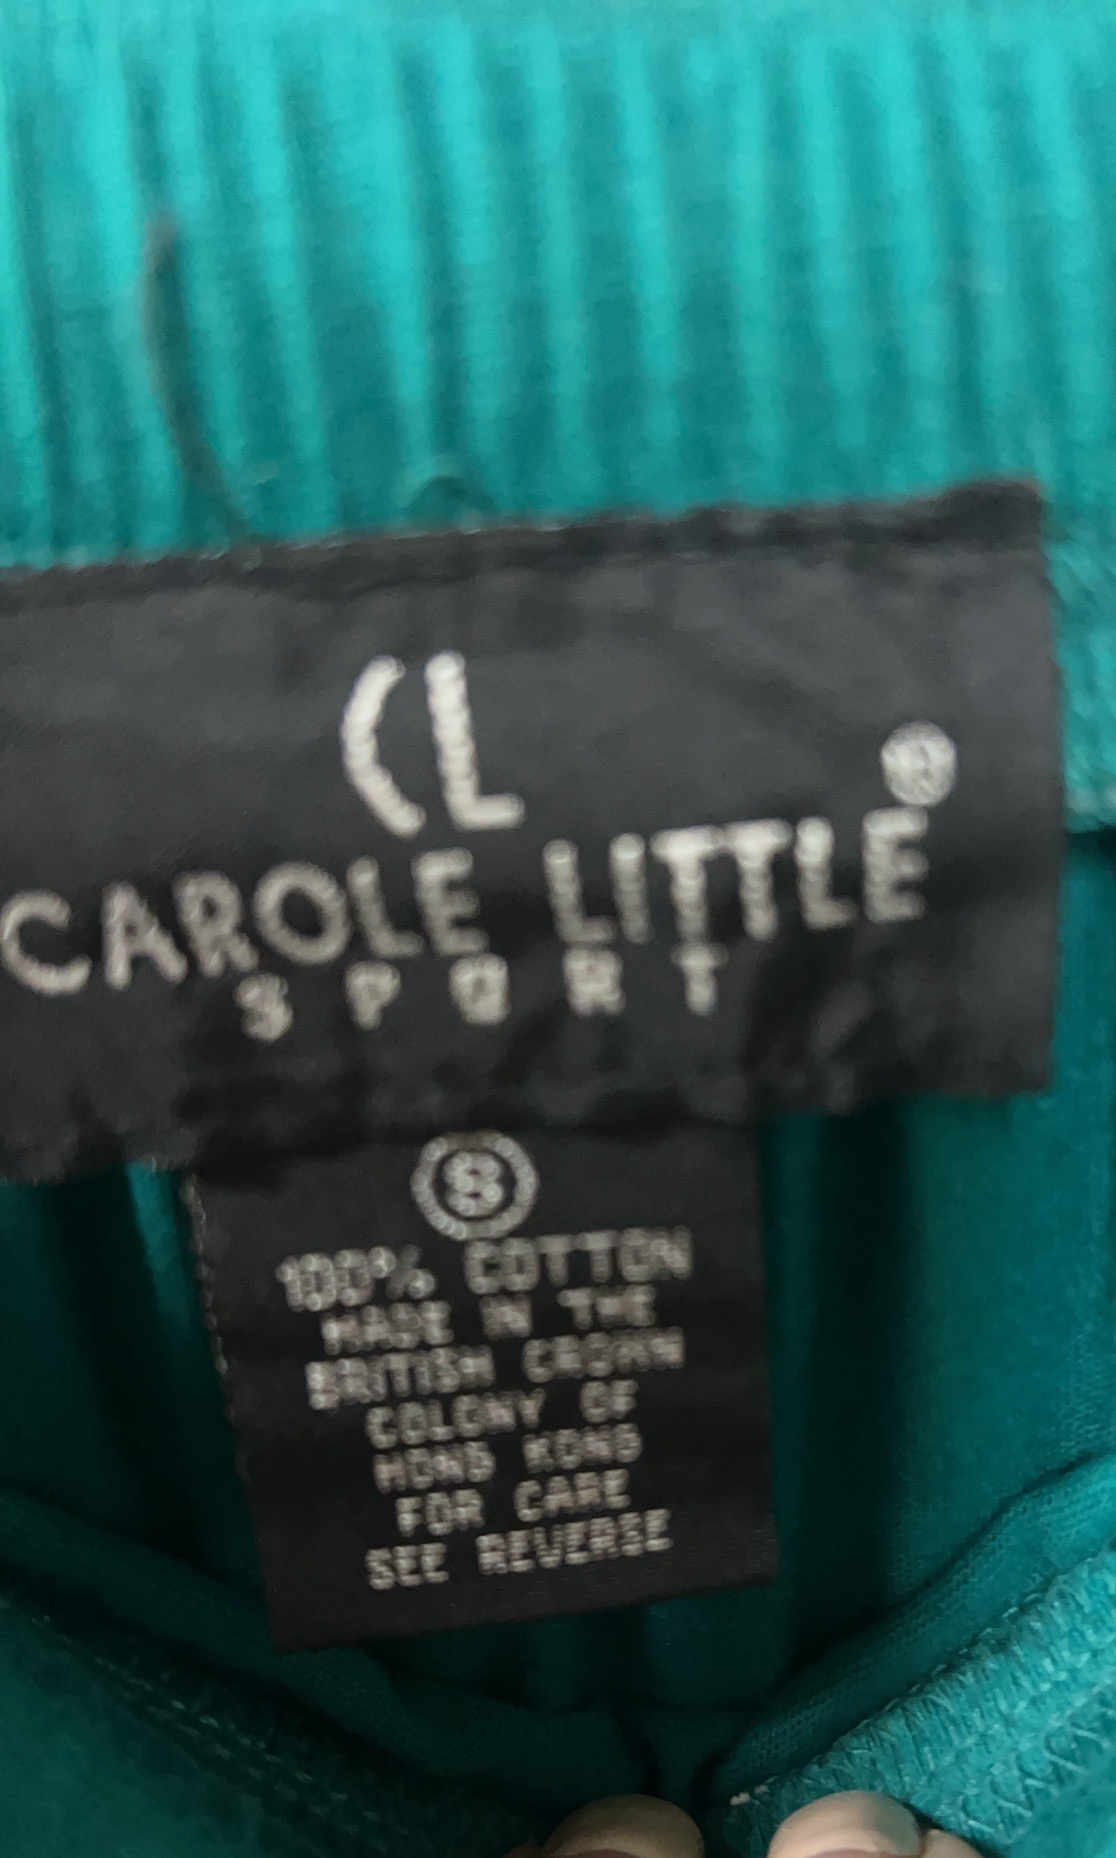 CL
CAROLE LITTLE®
SPORT
S
100% COTTON
MADE IN THE
BRITISH CROWN
COLONY OF
HONG KONG
FOR CARE
SEE REVERSE